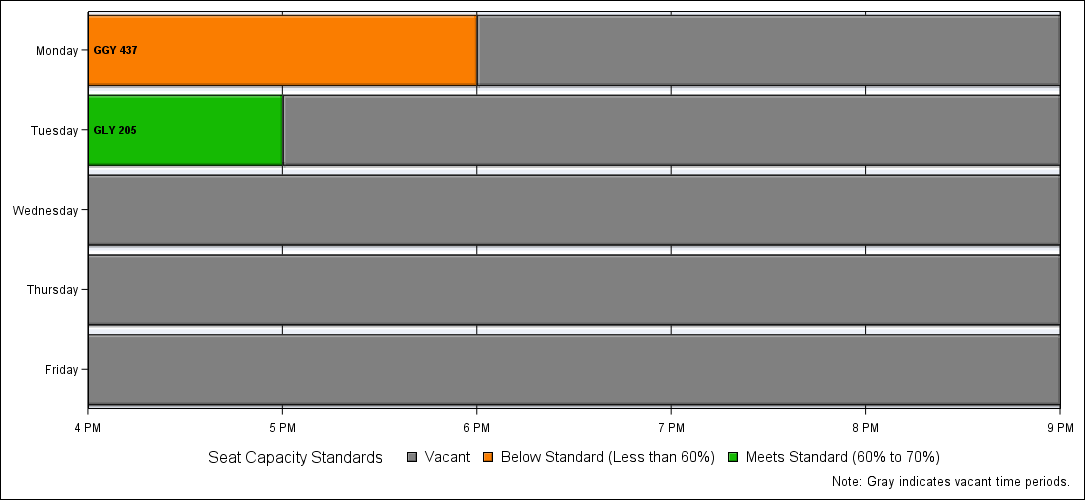 Monday
GGY 437
Tuesday
GLY 205
Wednesday
Thursday
Friday
4 PM 5 PM 6 PM 7 PM 8 PM 9 PM
Seat Capacity Standards Vacant Below Standard (Less than 60%) Meets Standard (60% to 70%)
Note: Gray indicates vacant time periods.